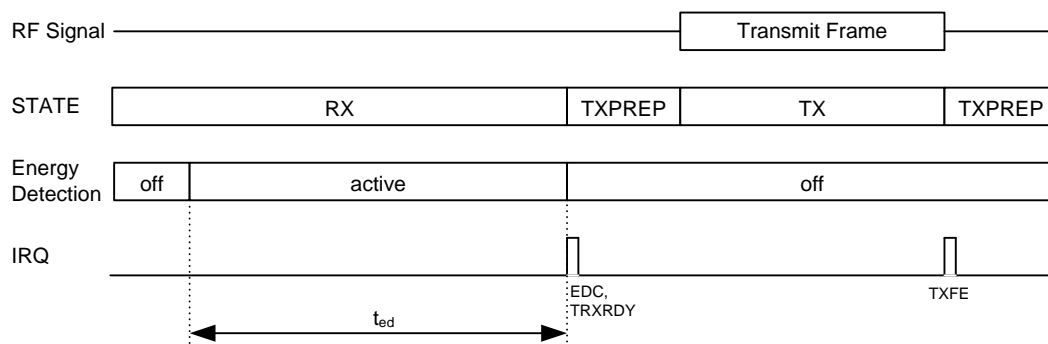 RF Signal
Transmit Frame
STATE
RX
TXPREP
TX
TXPREP
Energy
Detection
off
active
off
IRQ
EDC,
TRXRDY
TXFE
ted